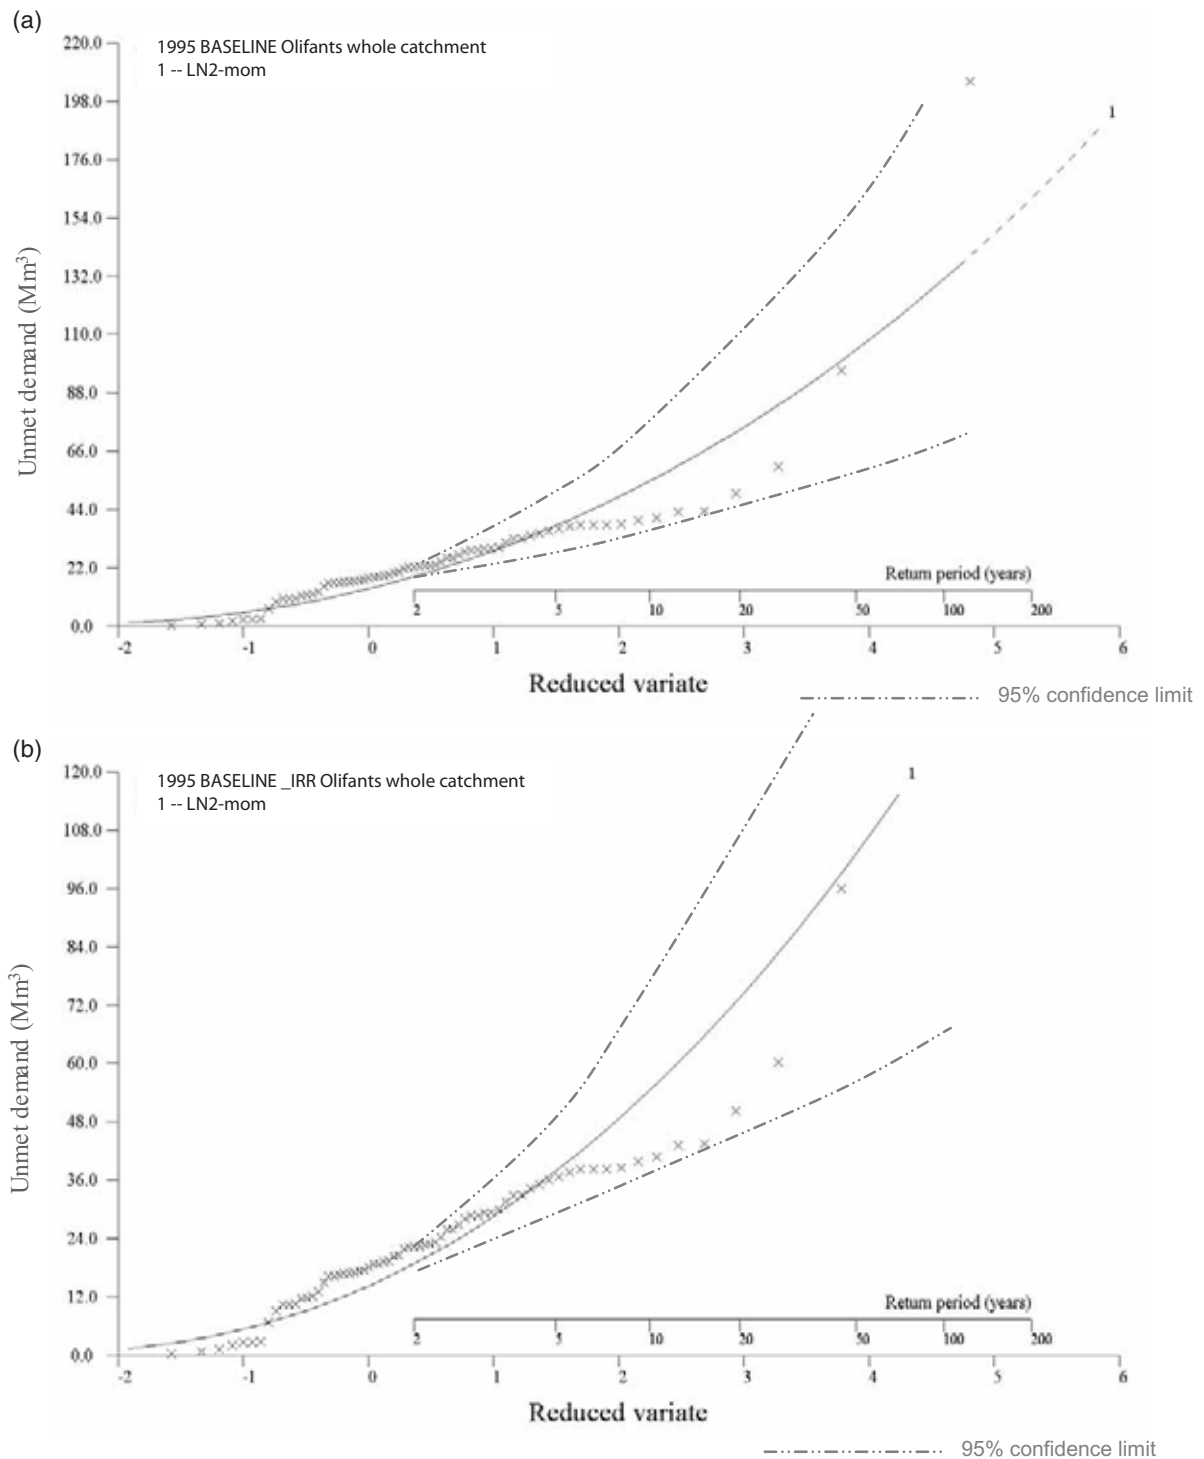 (a)
1995 BASELINE Olifants whole catchment
1 -- LN2-mom
220.0
198.0
176.0
154.0
132.0
110.0
88.0
66.0
44.0
22.0
0.0
Unmet demand (Mm³)
1
Return period (years)
2 5 10 20 50 100 200
-2 -1 0 1 2 3 4 5 6
Reduced variate
95% confidence limit
(b)
1995 BASELINE _IRR Olifants whole catchment
1 -- LN2-mom
120.0
108.0
96.0
84.0
72.0
60.0
48.0
36.0
24.0
12.0
0.0
Unmet demand (Mm³)
1
Return period (years)
2 5 10 20 50 100 200
-2 -1 0 1 2 3 4 5 6
Reduced variate
95% confidence limit